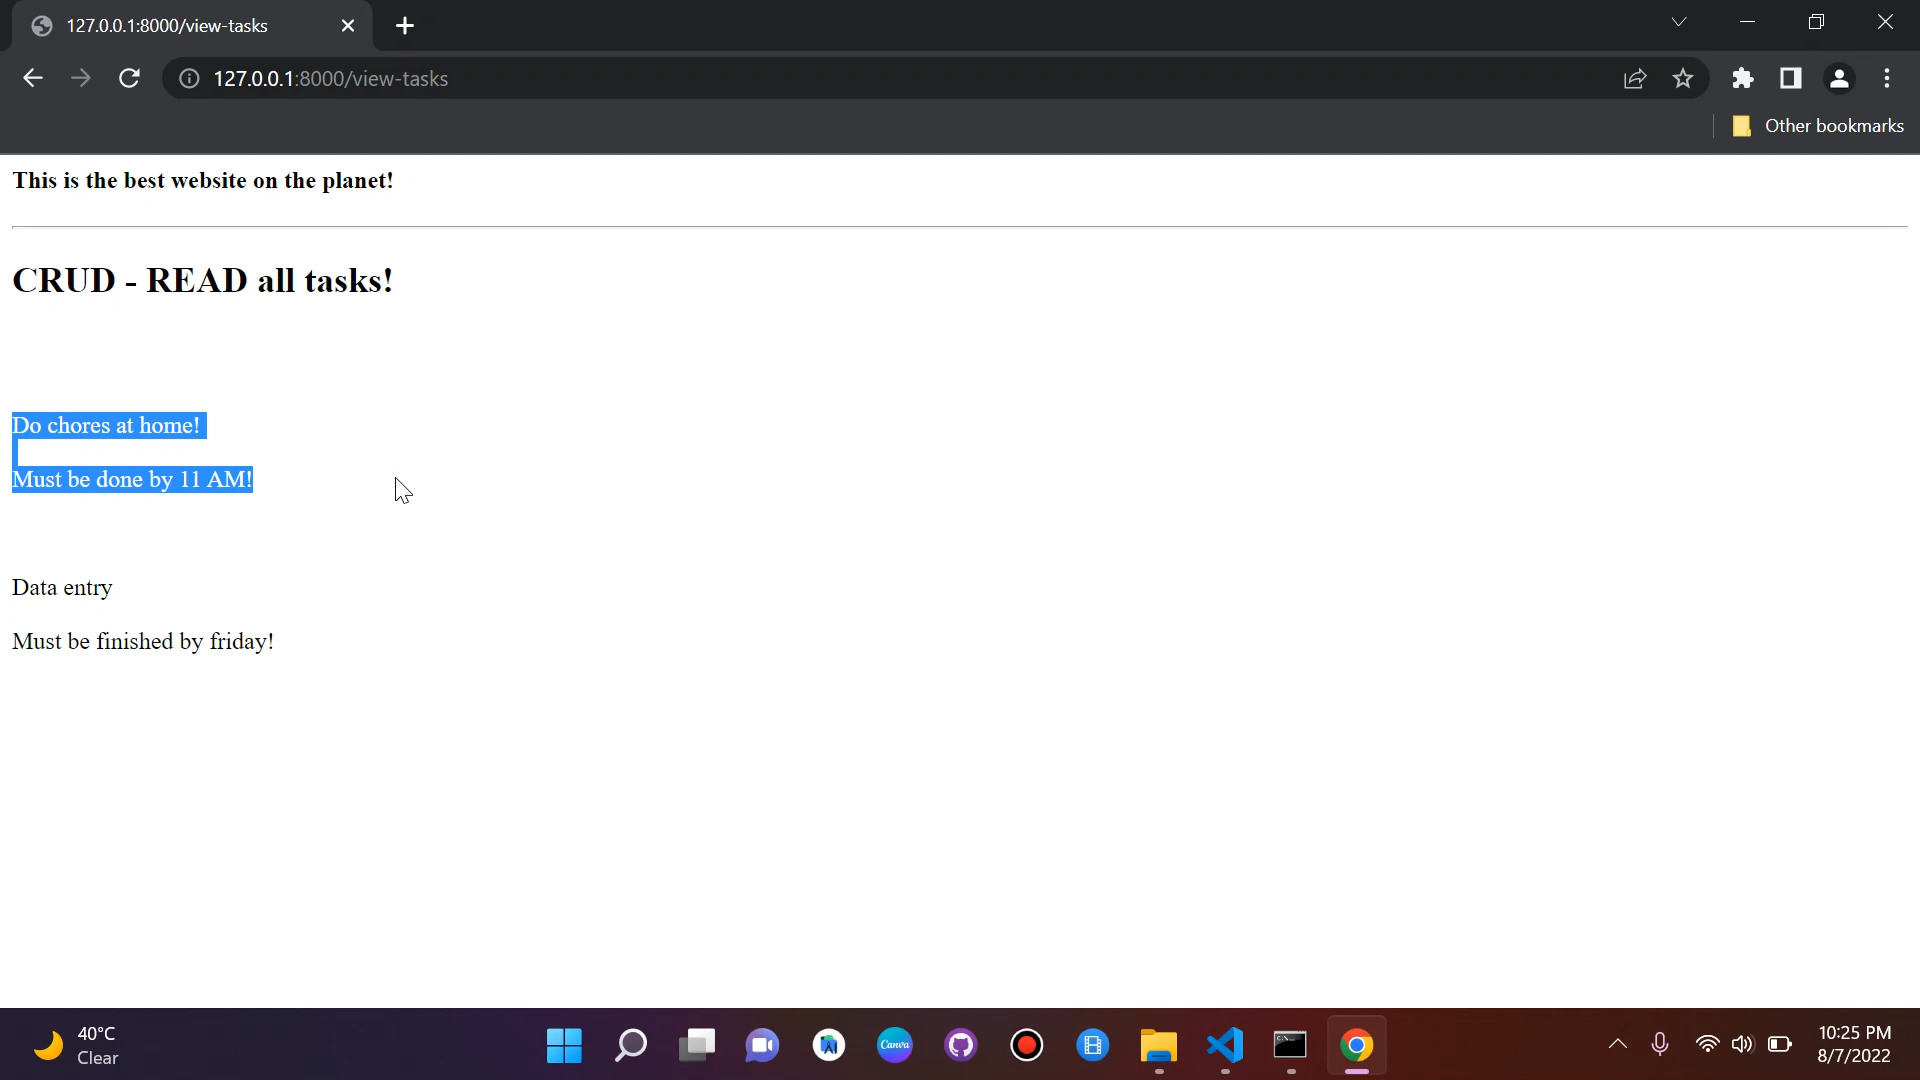 127.0.0.1:8000/view-tasks
127.0.0.1:8000/view-tasks
Other bookmarks
This is the best website on the planet!
CRUD - READ all tasks!
Do chores at home!
Must be done by 11 AM!
Data entry
Must be finished by friday!
40°C
Clear
Canva
10:25 PM
8/7/2022